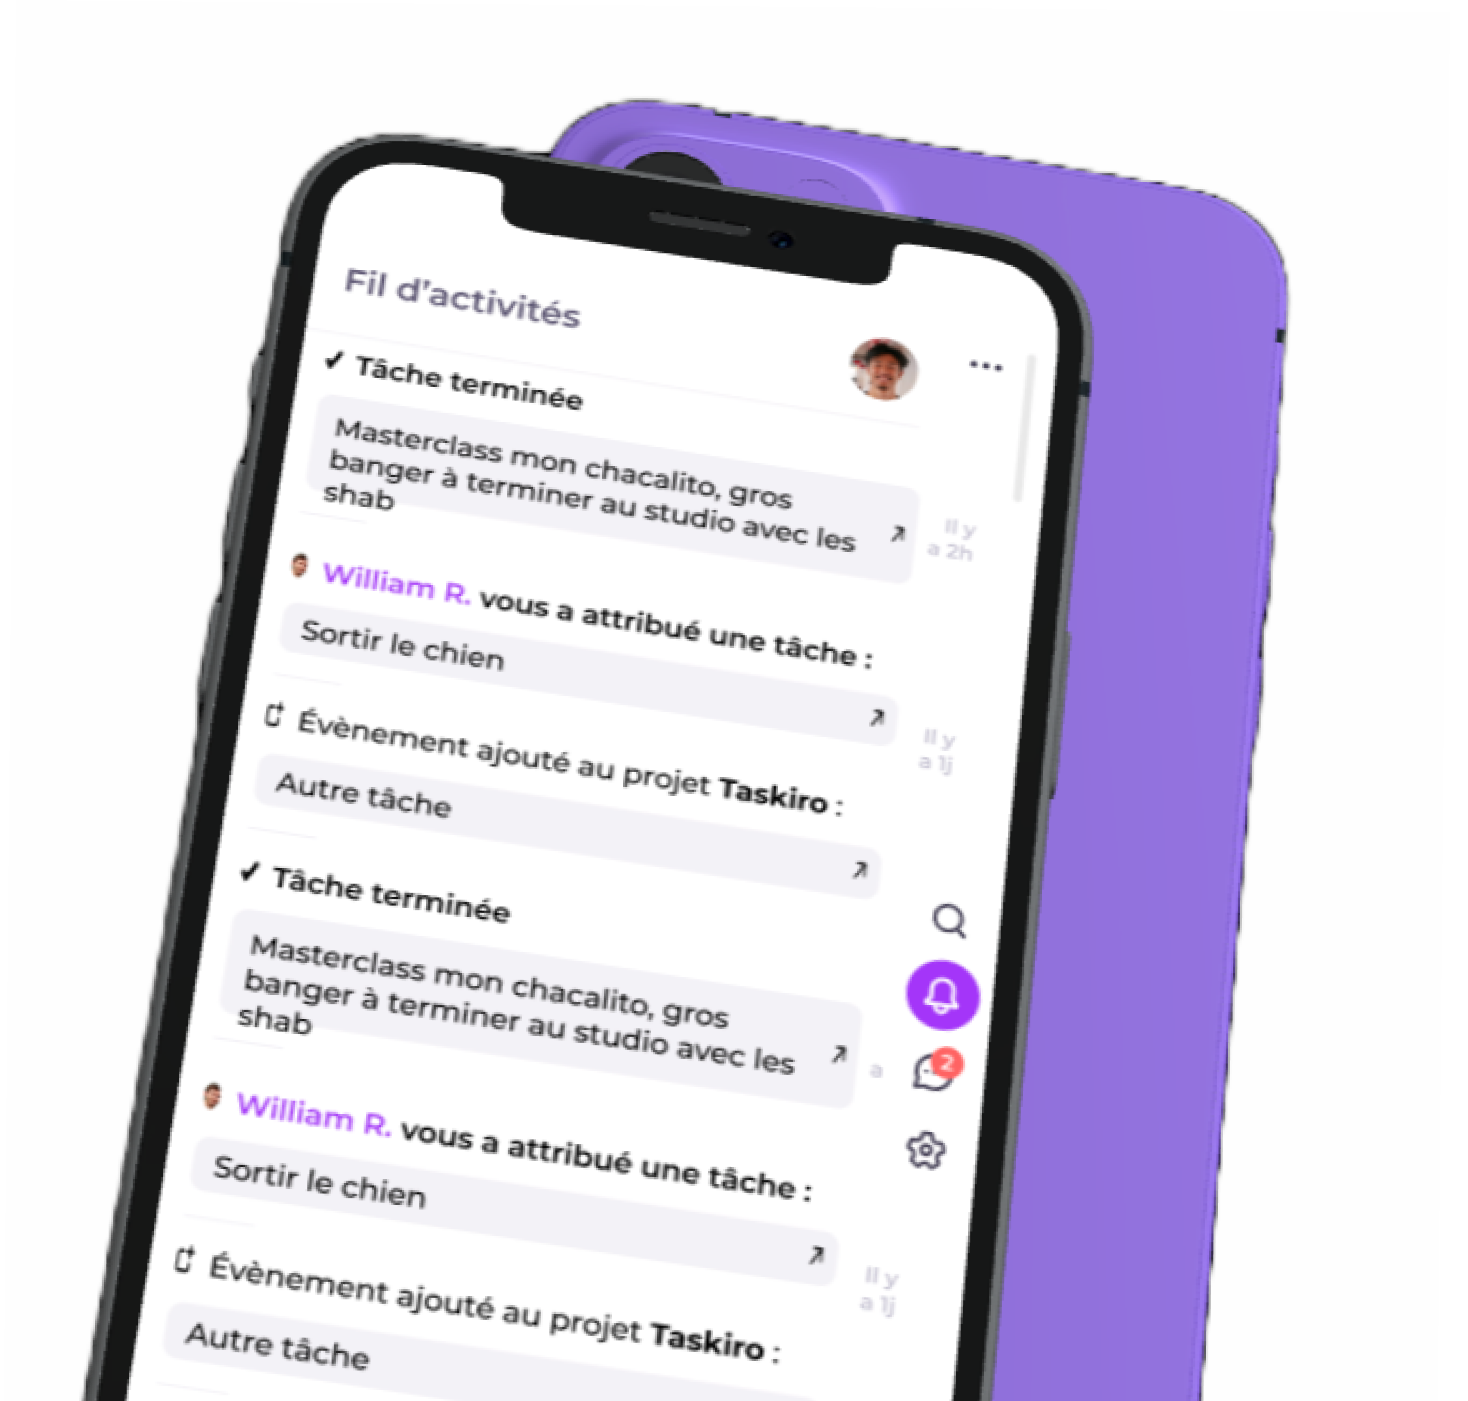 Fil d'activités
✓ Tâche terminée
Masterclass mon chacalito, gros
banger à terminer au studio avec les
shab
Il y
a 2h
William R. vous a attribué une tâche :
Sortir le chien
Il y
a 1j
Évènement ajouté au projet Taskiro :
Autre tâche
✓ Tâche terminée
Masterclass mon chacalito, gros
banger à terminer au studio avec les
shab
a
2
William R. vous a attribué une tâche :
Sortir le chien
Il y
a 1j
Évènement ajouté au projet Taskiro :
Autre tâche